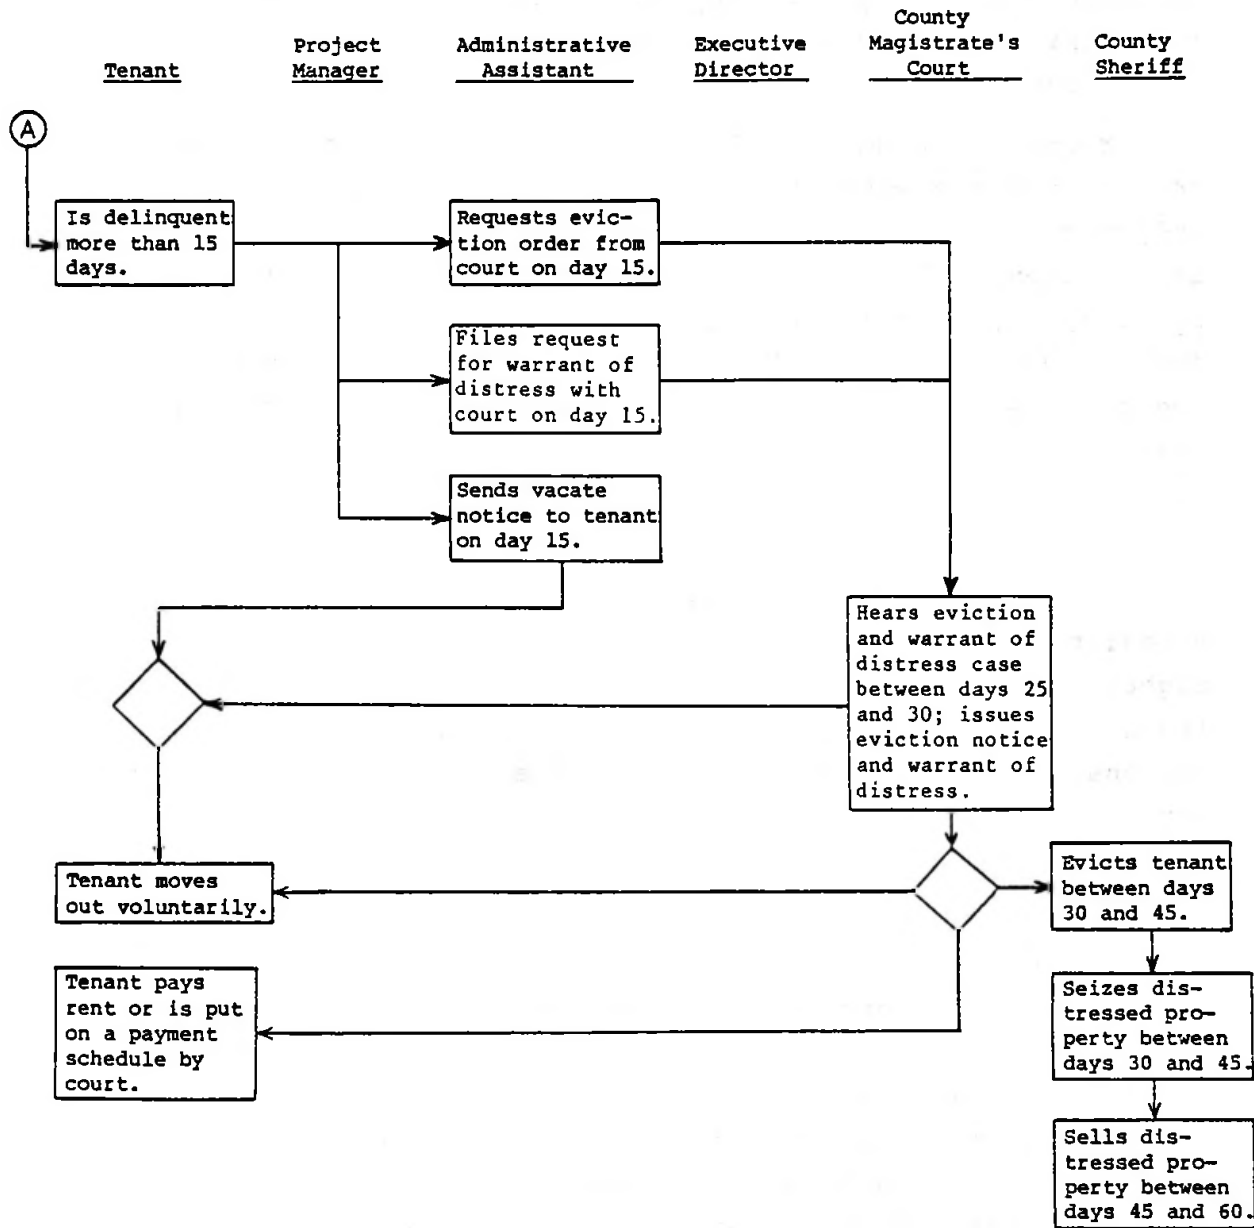 Tenant
Project
Manager
Administrative
Assistant
Executive
Director
County
Magistrate's
Court
County
Sheriff
A
Is delinquent
more than 15
days.
Requests evic-
tion order from
court on day 15.
Files request
for warrant of
distress with
court on day 15.
Sends vacate
notice to tenant
on day 15.
Hears eviction
and warrant of
distress case
between days 25
and 30; issues
eviction notice
and warrant of
distress.
Tenant moves
out voluntarily.
Evicts tenant
between days
30 and 45.
Tenant pays
rent or is put
on a payment
schedule by
court.
Seizes dis-
tressed pro-
perty between
days 30 and 45.
Sells dis-
tressed pro-
perty between
days 45 and 60.